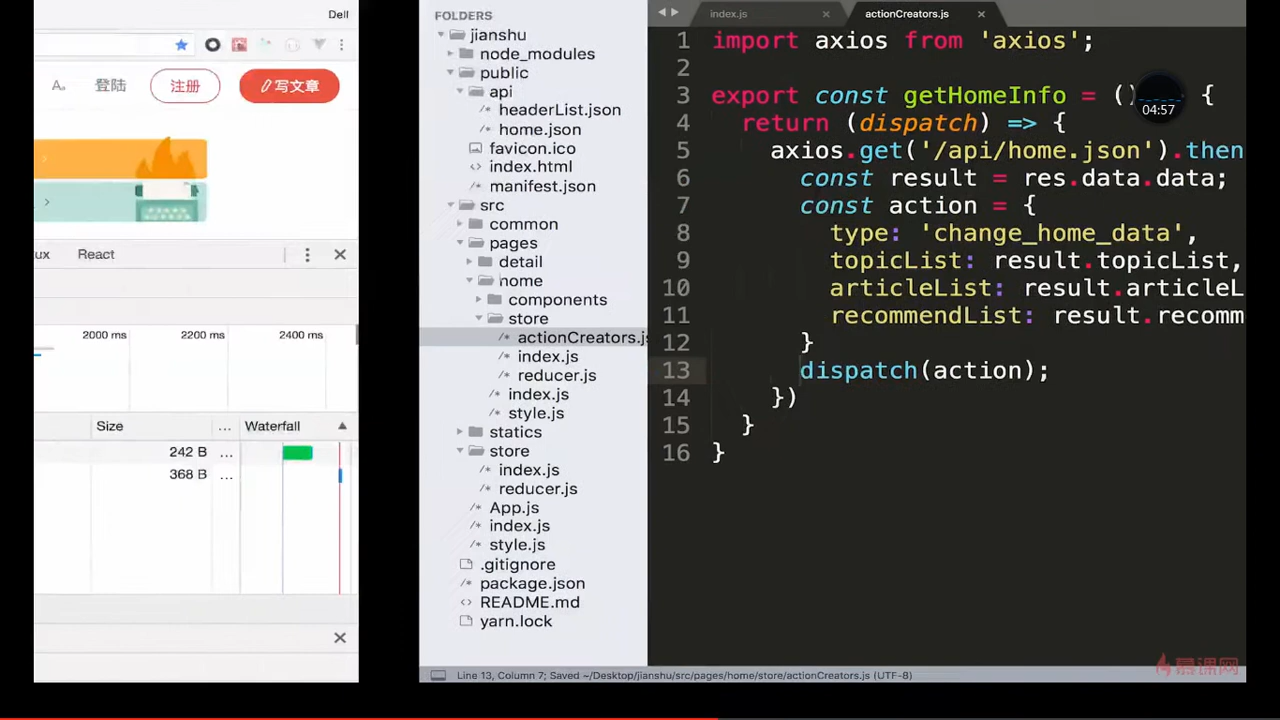 Dell
登陆
注册
写文章
ux
React
2000 ms
2200 ms
2400 ms
Size
...
Waterfall
242 B
...
368 B
...
FOLDERS
jianshu
node_modules
public
api
headerList.json
home.json
favicon.ico
index.html
manifest.json
src
common
pages
detail
home
components
store
actionCreators.js
index.js
reducer.js
index.js
style.js
statics
store
index.js
reducer.js
App.js
index.js
style.js
.gitignore
package.json
README.md
yarn.lock
index.js
actionCreators.js
1 import axios from 'axios';
2
3 export const getHomeInfo = () {
04:57
4 return (dispatch) => {
5 axios.get('/api/home.json').then
6 const result = res.data.data;
7 const action = {
8 type: 'change_home_data',
9 topicList: result.topicList,
10 articleList: result.articleL
11 recommendList: result.recomm
12 }
13 dispatch(action);
14 })
15 }
16 }
慕课网
Line 13, Column 7; Saved ~/Desktop/jianshu/src/pages/home/store/actionCreators.js (UTF-8)